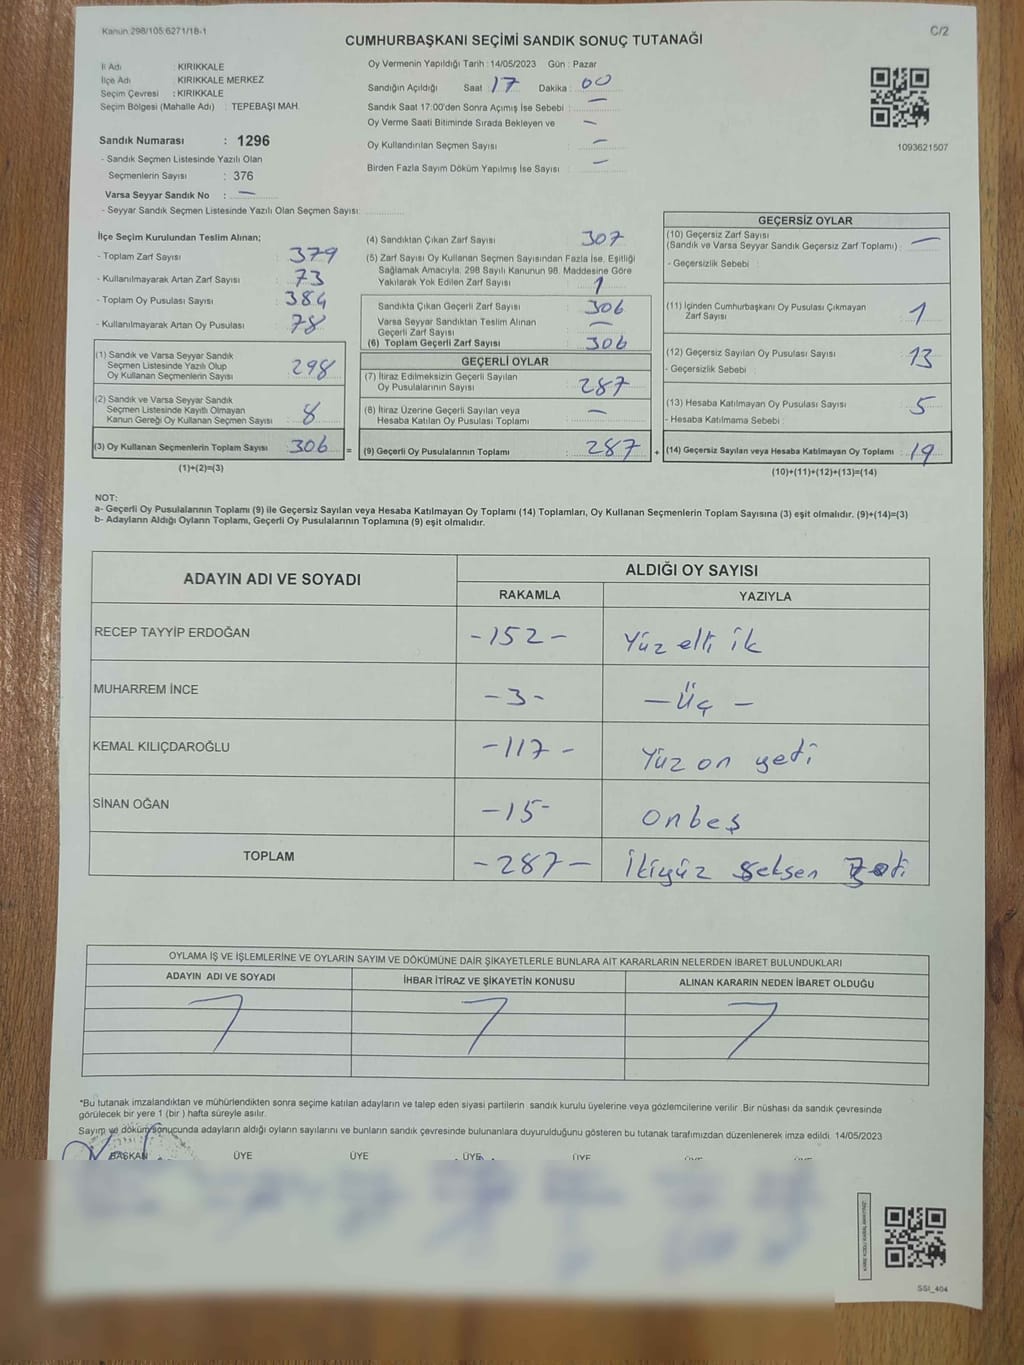 Kanun 298/105;6271/18-1
C/2
CUMHURBAŞKANI SEÇİMİ SANDIK SONUÇ TUTANAĞI
İl Adı : KIRIKKALE
İlçe Adı : KIRIKKALE MERKEZ
Seçim Çevresi : KIRIKKALE
Seçim Bölgesi (Mahalle Adı) : TEPEBAŞI MAH.
Sandık Numarası : 1296
- Sandık Seçmen Listesinde Yazılı Olan
Seçmenlerin Sayısı : 376
Varsa Seyyar Sandık No : —
- Seyyar Sandık Seçmen Listesinde Yazılı Olan Seçmen Sayısı:
Oy Vermenin Yapıldığı Tarih : 14/05/2023 Gün : Pazar
Sandığın Açıldığı Saat 17 Dakika : 00
Sandık Saat 17:00'den Sonra Açımış İse Sebebi : —
Oy Verme Saati Bitiminde Sırada Bekleyen ve —
Oy Kullandırılan Seçmen Sayısı : —
Birden Fazla Sayım Döküm Yapılmış İse Sayısı : —
1093621507
İlçe Seçim Kurulundan Teslim Alınan;
- Toplam Zarf Sayısı : 379
- Kullanılmayarak Artan Zarf Sayısı : 73
- Toplam Oy Pusulası Sayısı : 384
- Kullanılmayarak Artan Oy Pusulası : 78
(1) Sandık ve Varsa Seyyar Sandık
Seçmen Listesinde Yazılı Olup
Oy Kullanan Seçmenlerin Sayısı : 298
(2) Sandık ve Varsa Seyyar Sandık
Seçmen Listesinde Kayıtlı Olmayan
Kanun Gereği Oy Kullanan Seçmen Sayısı : 8
(3) Oy Kullanan Seçmenlerin Toplam Sayısı : 306 =
(1)+(2)=(3)
(4) Sandıktan Çıkan Zarf Sayısı : 307
(5) Zarf Sayısı Oy Kullanan Seçmen Sayısından Fazla İse, Eşitliği
Sağlamak Amacıyla, 298 Sayılı Kanunun 98. Maddesine Göre
Yakılarak Yok Edilen Zarf Sayısı : 1
Sandıkta Çıkan Geçerli Zarf Sayısı : 306
Varsa Seyyar Sandıktan Teslim Alınan
Geçerli Zarf Sayısı : —
(6) Toplam Geçerli Zarf Sayısı : 306
GEÇERLİ OYLAR
(7) İtiraz Edilmeksizin Geçerli Sayılan
Oy Pusulalarının Sayısı : 287
(8) İtiraz Üzerine Geçerli Sayılan veya
Hesaba Katılan Oy Pusulaları Toplamı : —
(9) Geçerli Oy Pusulalarının Toplamı : 287 +
GEÇERSİZ OYLAR
(10) Geçersiz Zarf Sayısı
(Sandık ve Varsa Seyyar Sandık Geçersiz Zarf Toplamı) : —
- Geçersizlik Sebebi :
(11) İçinden Cumhurbaşkanı Oy Pusulası Çıkmayan
Zarf Sayısı : 1
(12) Geçersiz Sayılan Oy Pusulası Sayısı : 13
- Geçersizlik Sebebi :
(13) Hesaba Katılmayan Oy Pusulası Sayısı : 5
- Hesaba Katılmama Sebebi :
(14) Geçersiz Sayılan veya Hesaba Katılmayan Oy Toplamı : 19
(10)+(11)+(12)+(13)=(14)
NOT:
a- Geçerli Oy Pusulalarının Toplamı (9) ile Geçersiz Sayılan veya Hesaba Katılmayan Oy Toplamı (14) Toplamları, Oy Kullanan Seçmenlerin Toplam Sayısına (3) eşit olmalıdır. (9)+(14)=(3)
b- Adayların Aldığı Oyların Toplamı, Geçerli Oy Pusulalarının Toplamına (9) eşit olmalıdır.
ADAYIN ADI VE SOYADI
ALDIĞI OY SAYISI
RAKAMLA YAZIYLA
RECEP TAYYİP ERDOĞAN -152- Yüz elti ik
MUHARREM İNCE -3- -Üç-
KEMAL KILIÇDAROĞLU -117- Yüz on yedi
SİNAN OĞAN -15- onbeş
TOPLAM -287- İkiyüz seksen yedi
OYLAMA İŞ VE İŞLEMLERİNE VE OYLARIN SAYIM VE DÖKÜMÜNE DAİR ŞİKAYETLERLE BUNLARA AİT KARARLARIN NELERDEN İBARET BULUNDUKLARI
ADAYIN ADI VE SOYADI İHBAR İTİRAZ VE ŞİKAYETİN KONUSU ALINAN KARARIN NEDEN İBARET OLDUĞU
*Bu tutanak imzalandıktan ve mühürlendikten sonra seçime katılan adayların ve talep eden siyasi partilerin sandık kurulu üyelerine veya gözlemcilerine verilir. Bir nüshası da sandık çevresinde
görülecek bir yere 1 (bir ) hafta süreyle asılır.
Sayım ve döküm sonucunda adayların aldığı oyların sayılarını ve bunların sandık çevresinde bulunanlara duyurulduğunu gösteren bu tutanak tarafımızdan düzenlenerek imza edildi. 14/05/2023
BAŞKAN ÜYE ÜYE ÜYE ÜYE
SSI_404